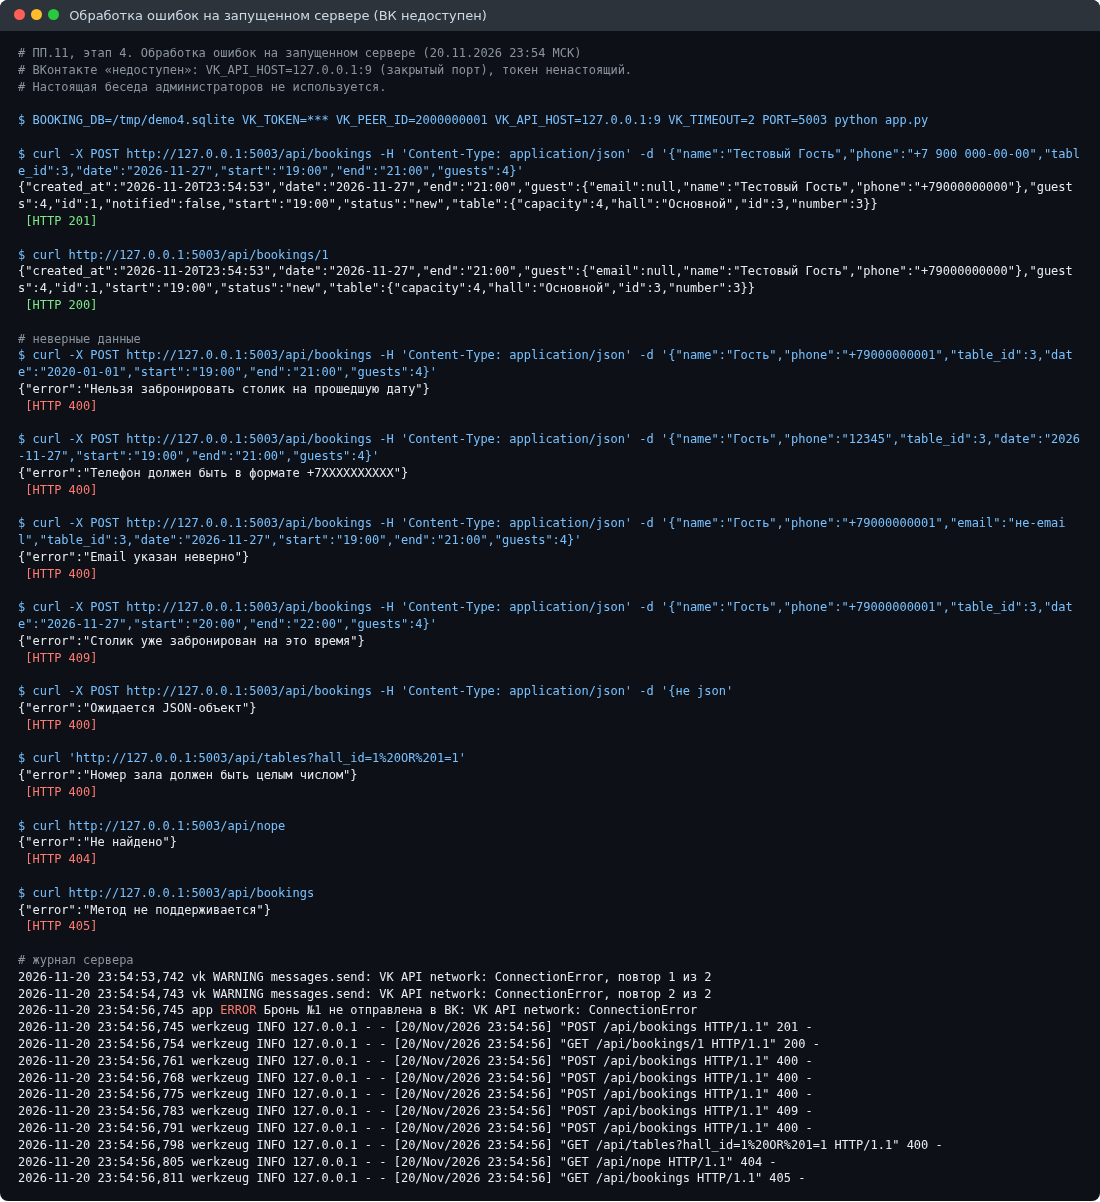 Обработка ошибок на запущенном сервере (ВК недоступен)
# ПП.11, этап 4. Обработка ошибок на запущенном сервере (20.11.2026 23:54 МСК)
# ВКонтакте «недоступен»: VK_API_HOST=127.0.0.1:9 (закрытый порт), токен ненастоящий.
# Настоящая беседа администраторов не используется.
$ BOOKING_DB=/tmp/demo4.sqlite VK_TOKEN=*** VK_PEER_ID=2000000001 VK_API_HOST=127.0.0.1:9 VK_TIMEOUT=2 PORT=5003 python app.py
$ curl -X POST http://127.0.0.1:5003/api/bookings -H 'Content-Type: application/json' -d '{"name":"Тестовый Гость","phone":"+7 900 000-00-00","tabl
e_id":3,"date":"2026-11-27","start":"19:00","end":"21:00","guests":4}'
{"created_at":"2026-11-20T23:54:53","date":"2026-11-27","end":"21:00","guest":{"email":null,"name":"Тестовый Гость","phone":"+79000000000"},"guest
s":4,"id":1,"notified":false,"start":"19:00","status":"new","table":{"capacity":4,"hall":"Основной","id":3,"number":3}}
[HTTP 201]
$ curl http://127.0.0.1:5003/api/bookings/1
{"created_at":"2026-11-20T23:54:53","date":"2026-11-27","end":"21:00","guest":{"email":null,"name":"Тестовый Гость","phone":"+79000000000"},"guest
s":4,"id":1,"start":"19:00","status":"new","table":{"capacity":4,"hall":"Основной","id":3,"number":3}}
[HTTP 200]
# неверные данные
$ curl -X POST http://127.0.0.1:5003/api/bookings -H 'Content-Type: application/json' -d '{"name":"Гость","phone":"+79000000001","table_id":3,"dat
e":"2020-01-01","start":"19:00","end":"21:00","guests":4}'
{"error":"Нельзя забронировать столик на прошедшую дату"}
[HTTP 400]
$ curl -X POST http://127.0.0.1:5003/api/bookings -H 'Content-Type: application/json' -d '{"name":"Гость","phone":"12345","table_id":3,"date":"2026
-11-27","start":"19:00","end":"21:00","guests":4}'
{"error":"Телефон должен быть в формате +7XXXXXXXXXX"}
[HTTP 400]
$ curl -X POST http://127.0.0.1:5003/api/bookings -H 'Content-Type: application/json' -d '{"name":"Гость","phone":"+79000000001","email":"не-emai
l","table_id":3,"date":"2026-11-27","start":"19:00","end":"21:00","guests":4}'
{"error":"Email указан неверно"}
[HTTP 400]
$ curl -X POST http://127.0.0.1:5003/api/bookings -H 'Content-Type: application/json' -d '{"name":"Гость","phone":"+79000000001","table_id":3,"dat
e":"2026-11-27","start":"20:00","end":"22:00","guests":4}'
{"error":"Столик уже забронирован на это время"}
[HTTP 409]
$ curl -X POST http://127.0.0.1:5003/api/bookings -H 'Content-Type: application/json' -d '{не json'
{"error":"Ожидается JSON-объект"}
[HTTP 400]
$ curl 'http://127.0.0.1:5003/api/tables?hall_id=1%20OR%201=1'
{"error":"Номер зала должен быть целым числом"}
[HTTP 400]
$ curl http://127.0.0.1:5003/api/nope
{"error":"Не найдено"}
[HTTP 404]
$ curl http://127.0.0.1:5003/api/bookings
{"error":"Метод не поддерживается"}
[HTTP 405]
# журнал сервера
2026-11-20 23:54:53,742 vk WARNING messages.send: VK API network: ConnectionError, повтор 1 из 2
2026-11-20 23:54:54,743 vk WARNING messages.send: VK API network: ConnectionError, повтор 2 из 2
2026-11-20 23:54:56,745 app ERROR Бронь №1 не отправлена в ВК: VK API network: ConnectionError
2026-11-20 23:54:56,745 werkzeug INFO 127.0.0.1 - - [20/Nov/2026 23:54:56] "POST /api/bookings HTTP/1.1" 201 -
2026-11-20 23:54:56,754 werkzeug INFO 127.0.0.1 - - [20/Nov/2026 23:54:56] "GET /api/bookings/1 HTTP/1.1" 200 -
2026-11-20 23:54:56,761 werkzeug INFO 127.0.0.1 - - [20/Nov/2026 23:54:56] "POST /api/bookings HTTP/1.1" 400 -
2026-11-20 23:54:56,768 werkzeug INFO 127.0.0.1 - - [20/Nov/2026 23:54:56] "POST /api/bookings HTTP/1.1" 400 -
2026-11-20 23:54:56,775 werkzeug INFO 127.0.0.1 - - [20/Nov/2026 23:54:56] "POST /api/bookings HTTP/1.1" 400 -
2026-11-20 23:54:56,783 werkzeug INFO 127.0.0.1 - - [20/Nov/2026 23:54:56] "POST /api/bookings HTTP/1.1" 409 -
2026-11-20 23:54:56,791 werkzeug INFO 127.0.0.1 - - [20/Nov/2026 23:54:56] "POST /api/bookings HTTP/1.1" 400 -
2026-11-20 23:54:56,798 werkzeug INFO 127.0.0.1 - - [20/Nov/2026 23:54:56] "GET /api/tables?hall_id=1%20OR%201=1 HTTP/1.1" 400 -
2026-11-20 23:54:56,805 werkzeug INFO 127.0.0.1 - - [20/Nov/2026 23:54:56] "GET /api/nope HTTP/1.1" 404 -
2026-11-20 23:54:56,811 werkzeug INFO 127.0.0.1 - - [20/Nov/2026 23:54:56] "GET /api/bookings HTTP/1.1" 405 -